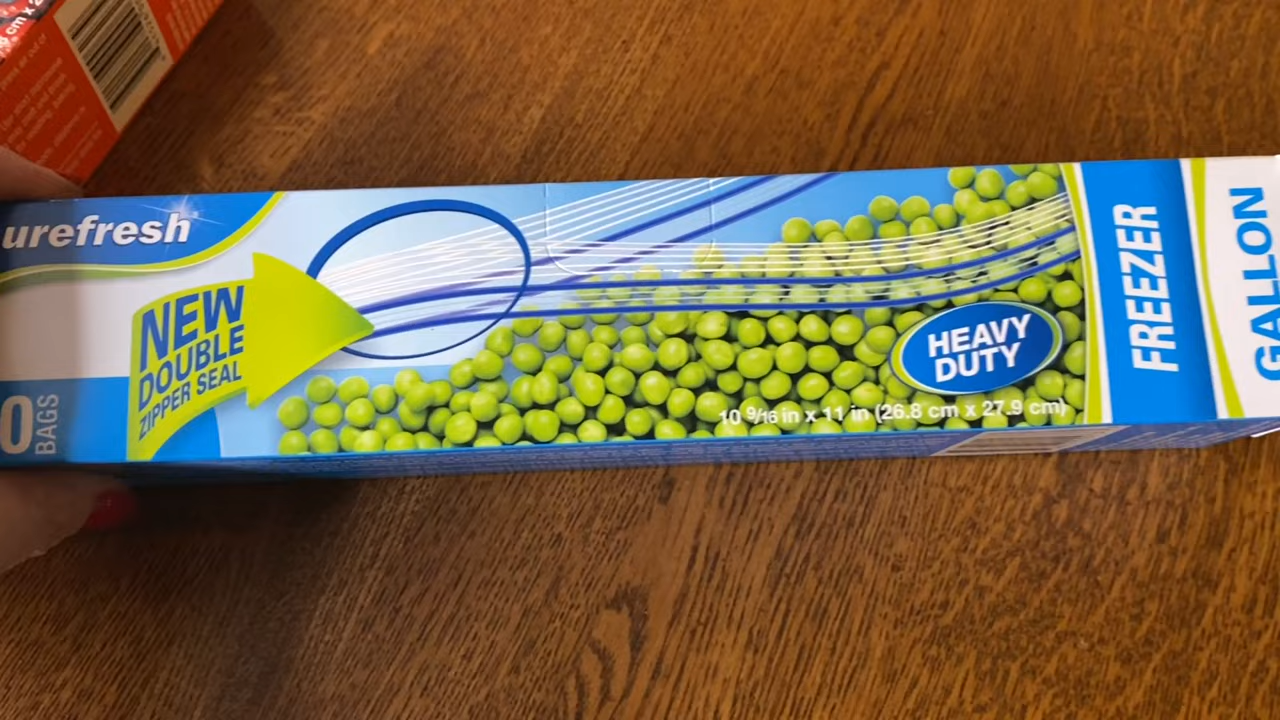 urefresh
NEW
DOUBLE
ZIPPER SEAL
0
BAGS
HEAVY
DUTY
10 9/16 in x 11 in (26.8 cm x 27.9 cm)
FREEZER
GALLON